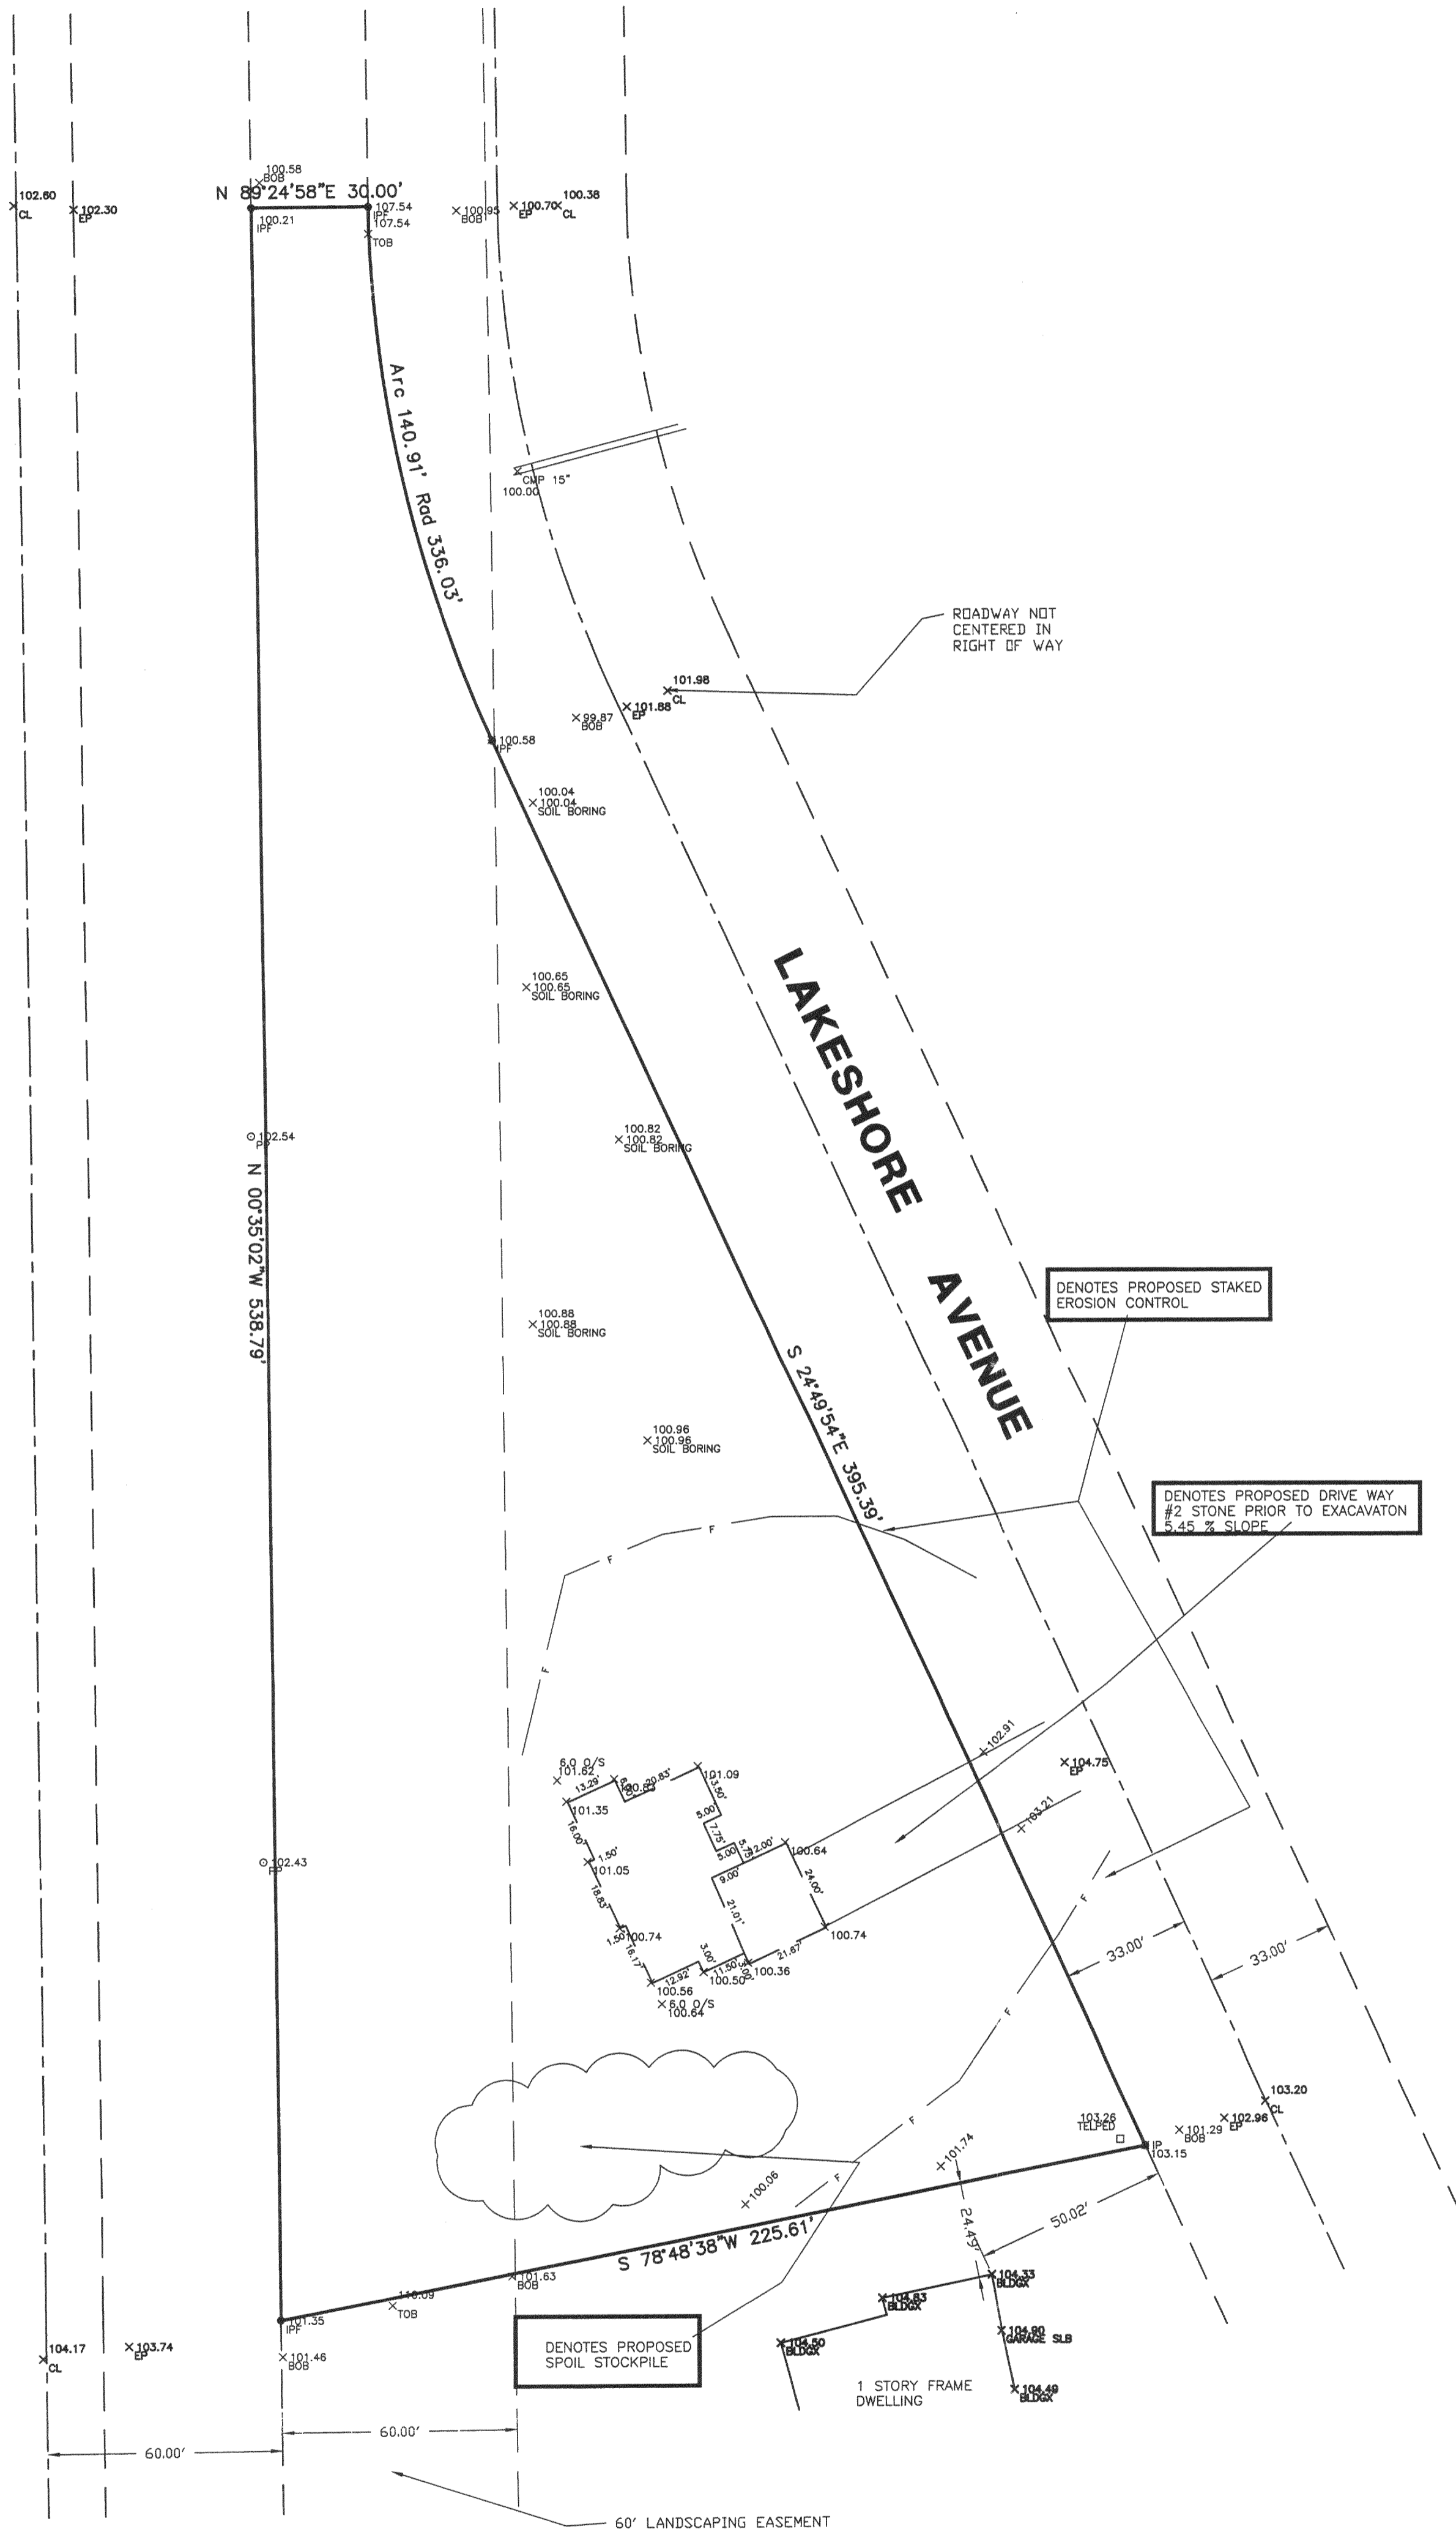 100.58
BOB
N 89°24'58"E 30.00'
102.60
CL
102.30
EP
100.21
IPF
107.54
IPF
107.54
TOB
100.95
BOB
100.70
EP
100.38
CL
Arc 140.91' Rad 336.03'
CMP 15"
100.00
ROADWAY NOT
CENTERED IN
RIGHT OF WAY
101.98
CL
101.88
EP
99.87
BOB
100.58
IPF
100.04
100.04
SOIL BORING
LAKESHORE AVENUE
100.65
100.65
SOIL BORING
100.82
100.82
SOIL BORING
102.54
PP
N 00°35'02"W 538.79'
DENOTES PROPOSED STAKED
EROSION CONTROL
100.88
100.88
SOIL BORING
S 24°49'54"E 395.39'
100.96
100.96
SOIL BORING
DENOTES PROPOSED DRIVE WAY
#2 STONE PRIOR TO EXACAVATON
5.45 % SLOPE
F
F
F
102.91
104.75
EP
103.21
6.0 O/S
101.62
13.29'
20.83'
101.09
3.50'
101.35
5.00'
7.75'
16.00'
5.00'
5.75'
12.00'
100.64
1.50'
101.05
9.00'
24.00'
18.83'
21.01'
102.43
PP
1.50'
100.74
100.74
16.17'
3.00'
21.67'
12.92'
11.50'
3.00'
100.36
100.50
100.56
6.0 O/S
100.64
F
33.00'
33.00'
F
103.20
CL
102.96
EP
101.29
BOB
103.26
TELPED
F
IP
103.15
101.74
F
100.06
50.02'
24.49'
S 78°48'38"W 225.61'
101.63
BOB
TOB
104.33
BLDGX
104.83
BLDGX
101.35
IPF
104.90
GARAGE SLB
104.17
CL
103.74
EP
101.46
BOB
DENOTES PROPOSED
SPOIL STOCKPILE
104.50
BLDGX
1 STORY FRAME
DWELLING
104.49
BLDGX
60.00'
60.00'
60' LANDSCAPING EASEMENT